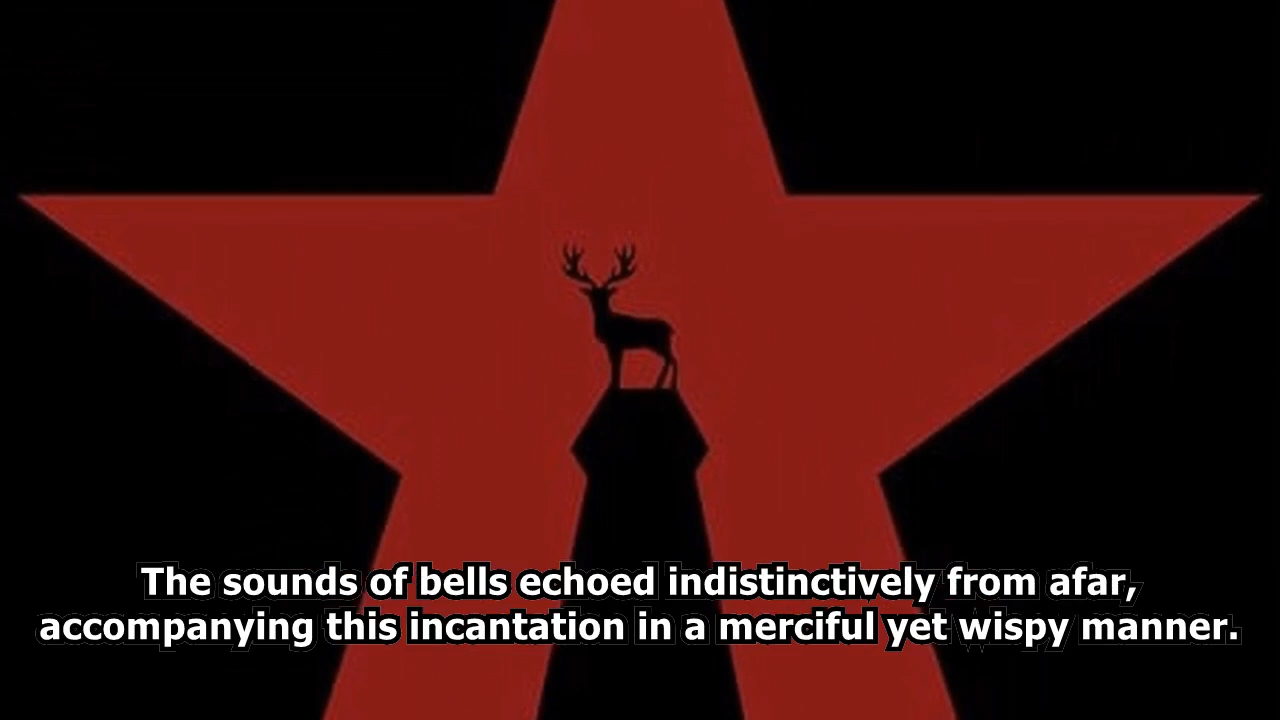 The sounds of bells echoed indistinctively from afar,
accompanying this incantation in a merciful yet wispy manner.